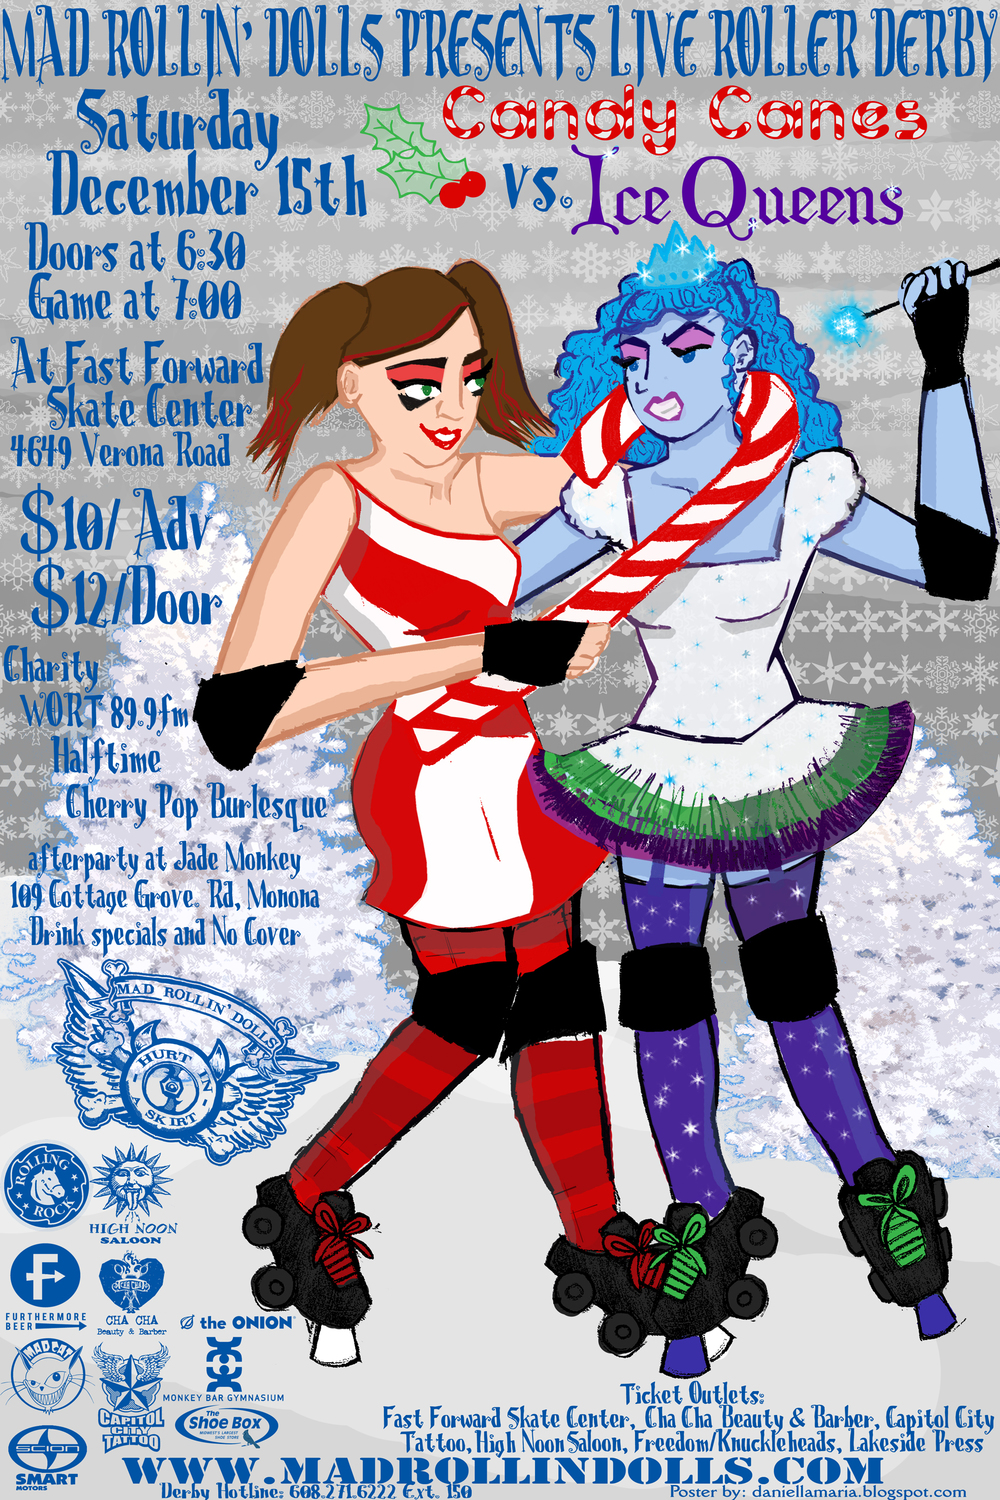 MAD ROLLIN' DOLLS PRESENTS LIVE ROLLER DERBY
Saturday
December 15th
Candy Canes
vs. Ice Queens
Doors at 6:30
Game at 7:00
At Fast Forward
Skate Center
4649 Verona Road
$10/ Adv
$12/Door
Charity
WORT 89.9fm
Halftime
Cherry Pop Burlesque
afterparty at Jade Monkey
109 Cottage Grove. Rd, Monona
Drink specials and No Cover
MAD ROLLIN' DOLLS
HURT IN
A SKIRT
ROLLING
ROCK
HIGH NOON
SALOON
F
FURTHERMORE
BEER
CHA CHA
Beauty & Barber
the ONION
MADCAT
CAPITOL
CITY
TATTOO
MONKEY BAR GYMNASIUM
The
Shoe Box
MIDWEST'S LARGEST
SHOE STORE
SCION
SMART
MOTORS
Ticket Outlets:
Fast Forward Skate Center, Cha Cha Beauty & Barber, Capitol City
Tattoo, High Noon Saloon, Freedom/Knuckleheads, Lakeside Press
WWW.MADROLLINDOLLS.COM
Derby Hotline: 608.271.6222 Ext. 150
Poster by: daniellamaria.blogspot.com